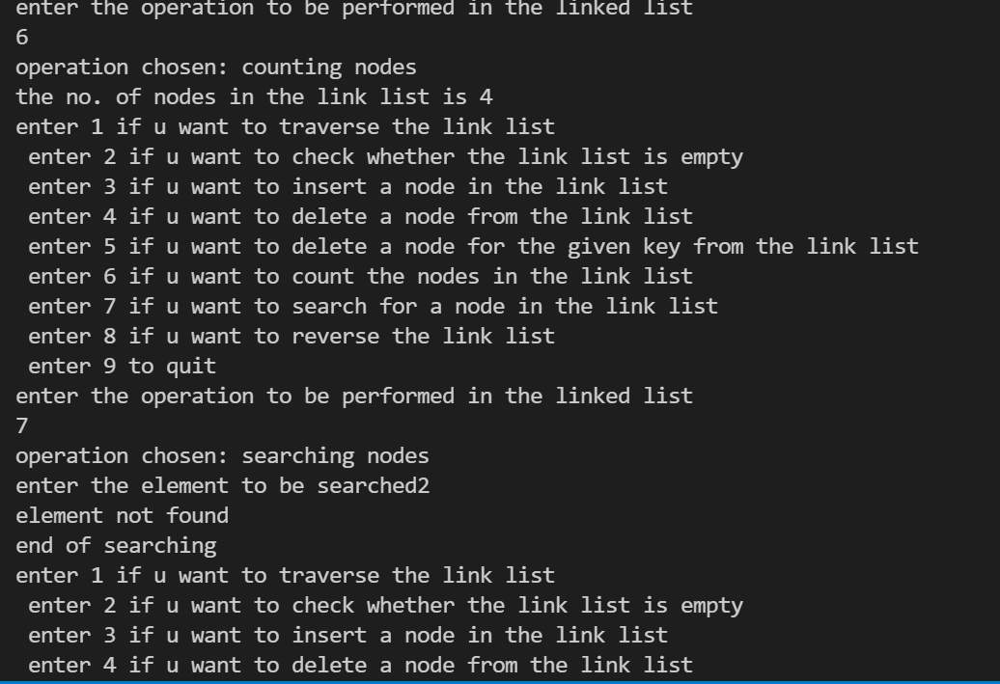 enter the operation to be performed in the linked list
6
operation chosen: counting nodes
the no. of nodes in the link list is 4
enter 1 if u want to traverse the link list
 enter 2 if u want to check whether the link list is empty
 enter 3 if u want to insert a node in the link list
 enter 4 if u want to delete a node from the link list
 enter 5 if u want to delete a node for the given key from the link list
 enter 6 if u want to count the nodes in the link list
 enter 7 if u want to search for a node in the link list
 enter 8 if u want to reverse the link list
 enter 9 to quit
enter the operation to be performed in the linked list
7
operation chosen: searching nodes
enter the element to be searched2
element not found
end of searching
enter 1 if u want to traverse the link list
 enter 2 if u want to check whether the link list is empty
 enter 3 if u want to insert a node in the link list
 enter 4 if u want to delete a node from the link list